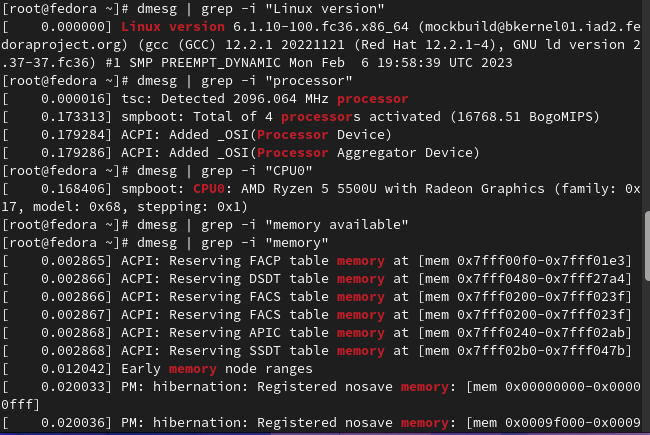 [root@fedora ~]# dmesg | grep -i "Linux version"
[    0.000000] Linux version 6.1.10-100.fc36.x86_64 (mockbuild@bkernel01.iad2.fe
doraproject.org) (gcc (GCC) 12.2.1 20221121 (Red Hat 12.2.1-4), GNU ld version 2
.37-37.fc36) #1 SMP PREEMPT_DYNAMIC Mon Feb  6 19:58:39 UTC 2023
[root@fedora ~]# dmesg | grep -i "processor"
[    0.000016] tsc: Detected 2096.064 MHz processor
[    0.173313] smpboot: Total of 4 processors activated (16768.51 BogoMIPS)
[    0.179284] ACPI: Added _OSI(Processor Device)
[    0.179286] ACPI: Added _OSI(Processor Aggregator Device)
[root@fedora ~]# dmesg | grep -i "CPU0"
[    0.168406] smpboot: CPU0: AMD Ryzen 5 5500U with Radeon Graphics (family: 0x
17, model: 0x68, stepping: 0x1)
[root@fedora ~]# dmesg | grep -i "memory available"
[root@fedora ~]# dmesg | grep -i "memory"
[    0.002865] ACPI: Reserving FACP table memory at [mem 0x7fff00f0-0x7fff01e3]
[    0.002866] ACPI: Reserving DSDT table memory at [mem 0x7fff0480-0x7fff27a4]
[    0.002866] ACPI: Reserving FACS table memory at [mem 0x7fff0200-0x7fff023f]
[    0.002867] ACPI: Reserving FACS table memory at [mem 0x7fff0200-0x7fff023f]
[    0.002868] ACPI: Reserving APIC table memory at [mem 0x7fff0240-0x7fff02ab]
[    0.002868] ACPI: Reserving SSDT table memory at [mem 0x7fff02b0-0x7fff047b]
[    0.012042] Early memory node ranges
[    0.020033] PM: hibernation: Registered nosave memory: [mem 0x00000000-0x0000
0fff]
[    0.020036] PM: hibernation: Registered nosave memory: [mem 0x0009f000-0x0009